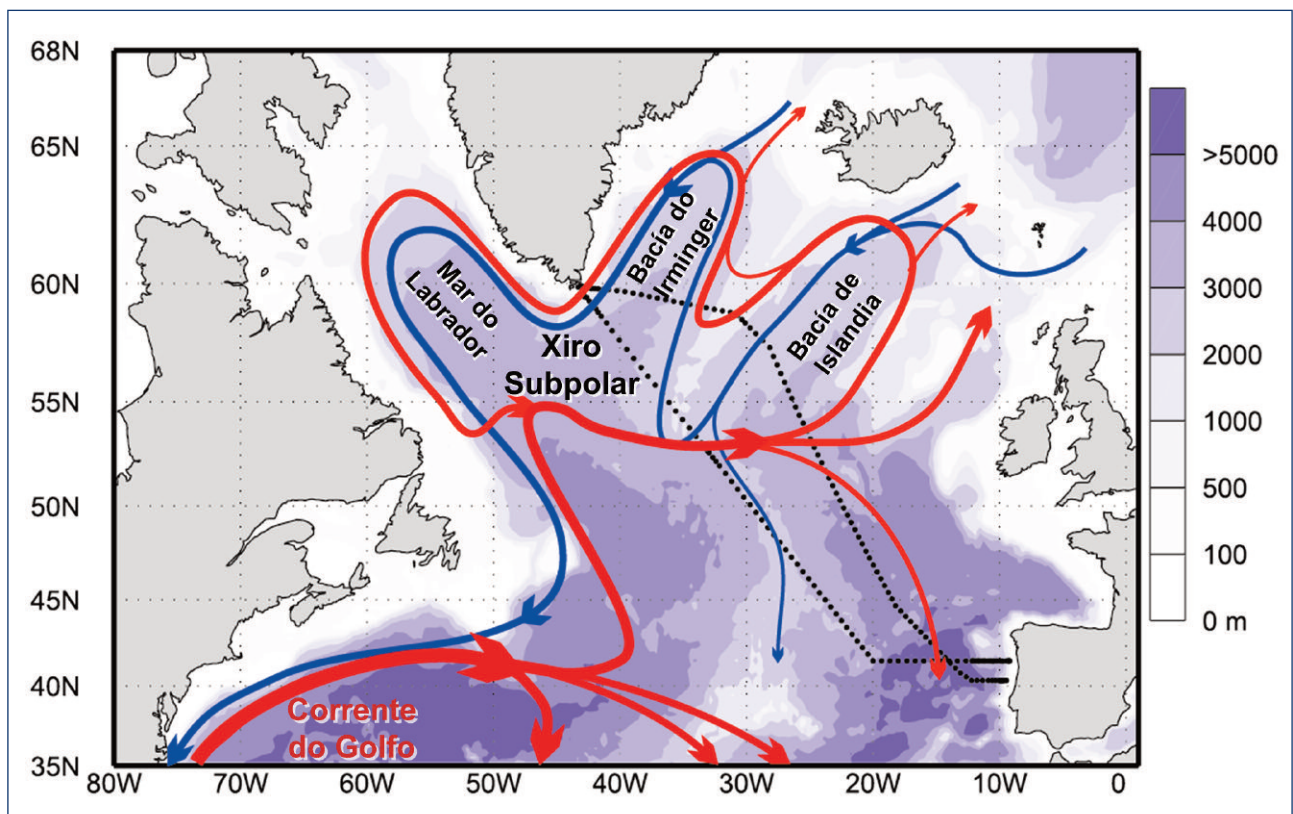 68N
65N
60N
55N
50N
45N
40N
35N
80W
70W
60W
50W
40W
30W
20W
10W
0
Mar do
Labrador
Xiro
Subpolar
Bacía do
Irminger
Bacía de
Islandia
Corrente
do Golfo
>5000
4000
3000
2000
1000
500
100
0 m